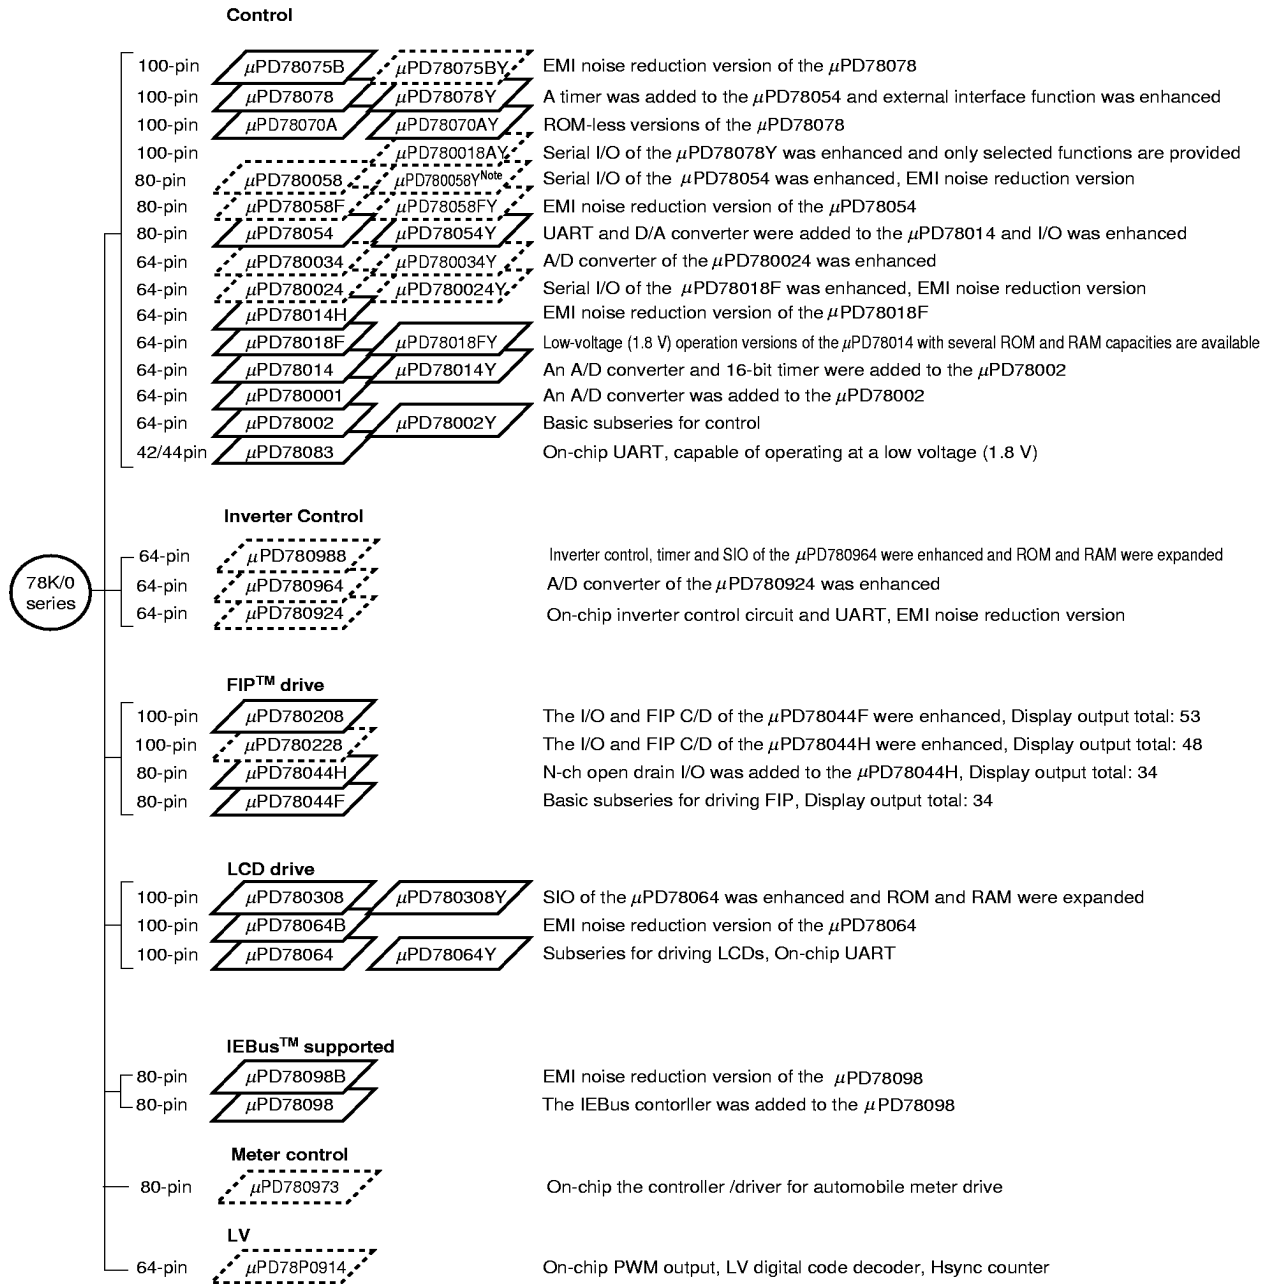 Control
100-pin μPD78075B μPD78075BY EMI noise reduction version of the μPD78078
100-pin μPD78078 μPD78078Y A timer was added to the μPD78054 and external interface function was enhanced
100-pin μPD78070A μPD78070AY ROM-less versions of the μPD78078
100-pin μPD780018AY Serial I/O of the μPD78078Y was enhanced and only selected functions are provided
80-pin μPD780058 μPD780058Y Note Serial I/O of the μPD78054 was enhanced, EMI noise reduction version
80-pin μPD78058F μPD78058FY EMI noise reduction version of the μPD78054
80-pin μPD78054 μPD78054Y UART and D/A converter were added to the μPD78014 and I/O was enhanced
64-pin μPD780034 μPD780034Y A/D converter of the μPD780024 was enhanced
64-pin μPD780024 μPD780024Y Serial I/O of the μPD78018F was enhanced, EMI noise reduction version
64-pin μPD78014H EMI noise reduction version of the μPD78018F
64-pin μPD78018F μPD78018FY Low-voltage (1.8 V) operation versions of the μPD78014 with several ROM and RAM capacities are available
64-pin μPD78014 μPD78014Y An A/D converter and 16-bit timer were added to the μPD78002
64-pin μPD780001 An A/D converter was added to the μPD78002
64-pin μPD78002 μPD78002Y Basic subseries for control
42/44pin μPD78083 On-chip UART, capable of operating at a low voltage (1.8 V)
Inverter Control
64-pin μPD780988 Inverter control, timer and SIO of the μPD780964 were enhanced and ROM and RAM were expanded
78K/0 series
64-pin μPD780964 A/D converter of the μPD780924 was enhanced
64-pin μPD780924 On-chip inverter control circuit and UART, EMI noise reduction version
FIP™ drive
100-pin μPD780208 The I/O and FIP C/D of the μPD78044F were enhanced, Display output total: 53
100-pin μPD780228 The I/O and FIP C/D of the μPD78044H were enhanced, Display output total: 48
80-pin μPD78044H N-ch open drain I/O was added to the μPD78044H, Display output total: 34
80-pin μPD78044F Basic subseries for driving FIP, Display output total: 34
LCD drive
100-pin μPD780308 μPD780308Y SIO of the μPD78064 was enhanced and ROM and RAM were expanded
100-pin μPD78064B EMI noise reduction version of the μPD78064
100-pin μPD78064 μPD78064Y Subseries for driving LCDs, On-chip UART
IEBus™ supported
80-pin μPD78098B EMI noise reduction version of the μPD78098
80-pin μPD78098 The IEBus contorller was added to the μPD78098
Meter control
80-pin μPD780973 On-chip the controller /driver for automobile meter drive
LV
64-pin μPD78P0914 On-chip PWM output, LV digital code decoder, Hsync counter